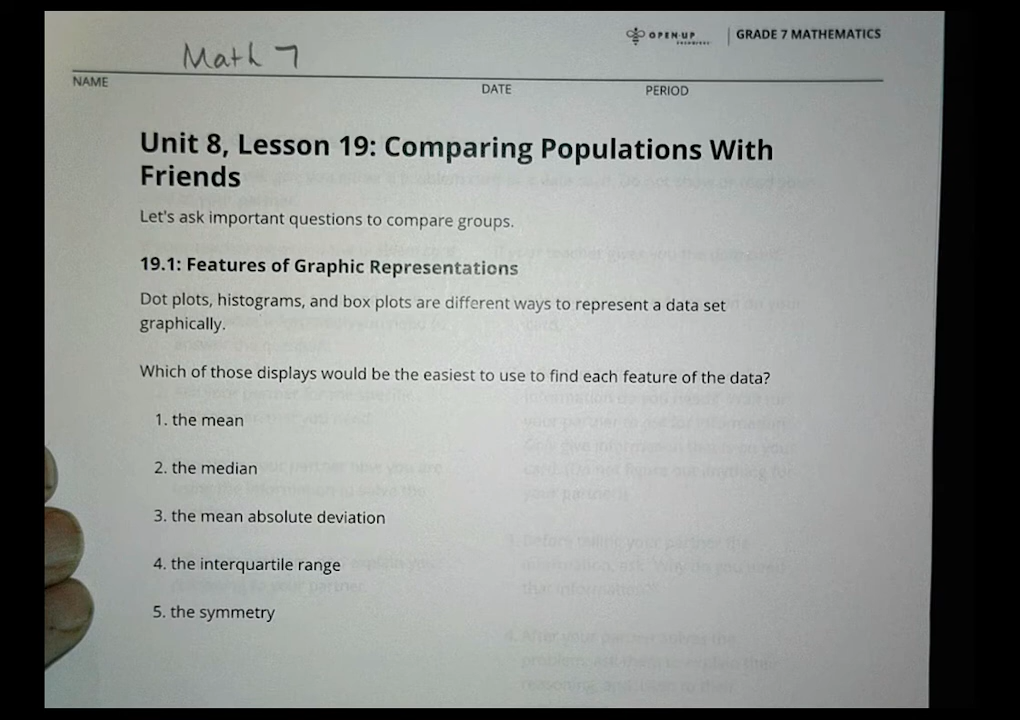 OPEN-UP
GRADE 7 MATHEMATICS
Math 7
NAME
DATE
PERIOD
Unit 8, Lesson 19: Comparing Populations With
Friends
Let's ask important questions to compare groups.
19.1: Features of Graphic Representations
Dot plots, histograms, and box plots are different ways to represent a data set
graphically.
Which of those displays would be the easiest to use to find each feature of the data?
1. the mean
2. the median
3. the mean absolute deviation
4. the interquartile range
5. the symmetry